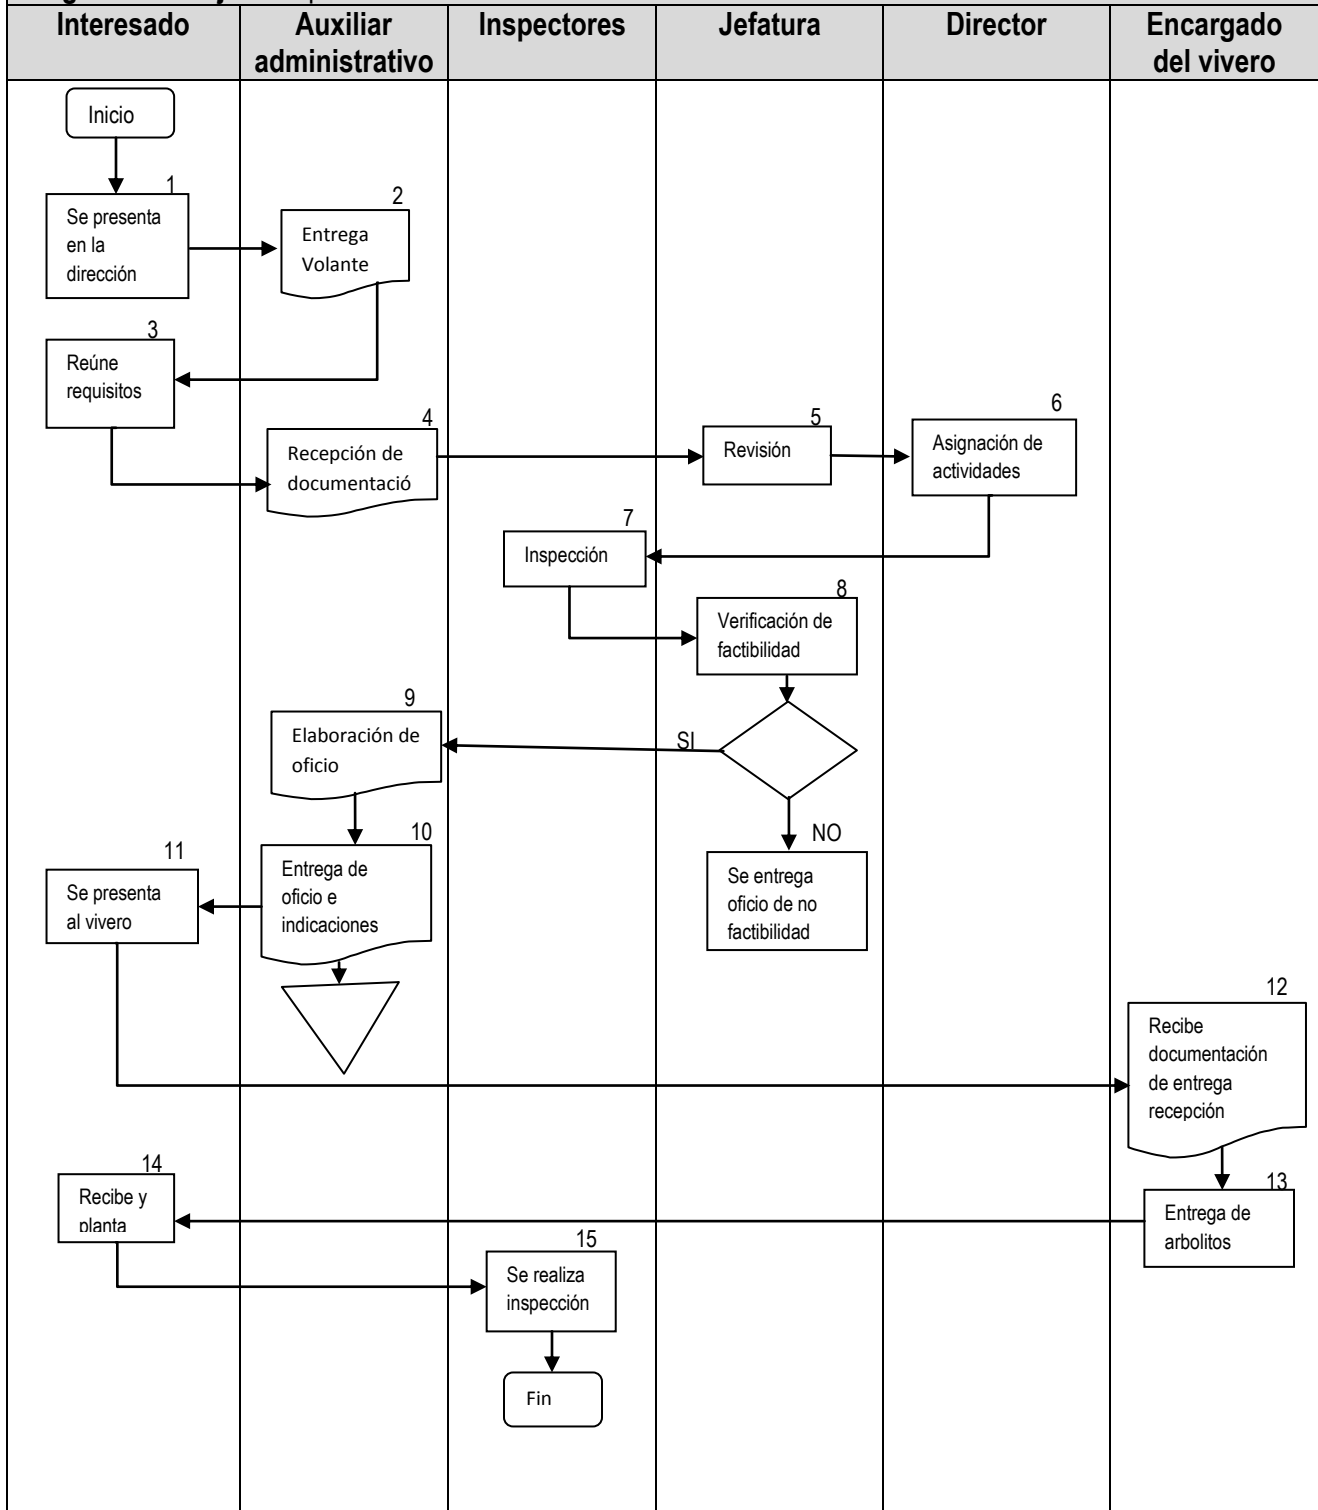 Interesado
Auxiliar
administrativo
Inspectores
Jefatura
Director
Encargado
del vivero
Inicio
1
Se presenta
en la
dirección
2
Entrega
Volante
3
Reúne
requisitos
4
Recepción de
documentació
5
Revisión
6
Asignación de
actividades
7
Inspección
8
Verificación de
factibilidad
SI
9
Elaboración de
oficio
NO
Se entrega
oficio de no
factibilidad
10
Entrega de
oficio e
indicaciones
11
Se presenta
al vivero
12
Recibe
documentación
de entrega
recepción
13
Entrega de
arbolitos
14
Recibe y
planta
15
Se realiza
inspección
Fin